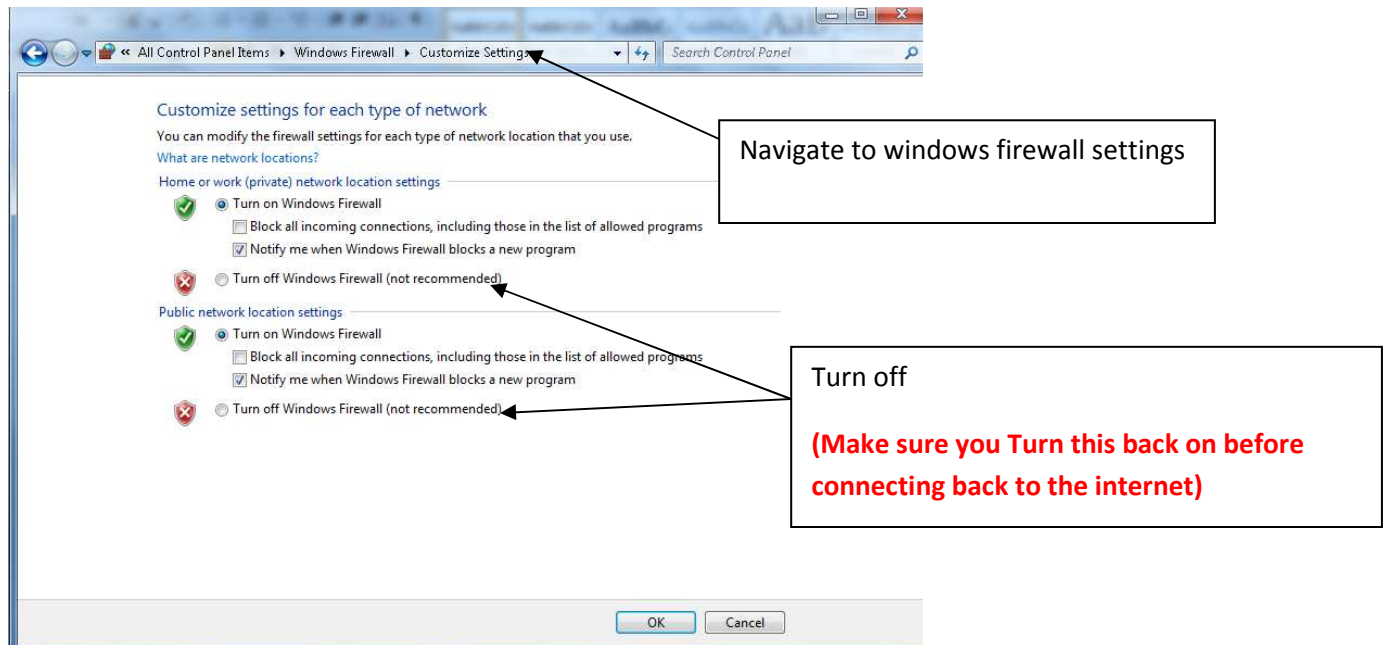 « All Control Panel Items ▸ Windows Firewall ▸ Customize Settings
Search Control Panel
Customize settings for each type of network
You can modify the firewall settings for each type of network location that you use.
What are network locations?
Home or work (private) network location settings
Turn on Windows Firewall
Block all incoming connections, including those in the list of allowed programs
Notify me when Windows Firewall blocks a new program
Turn off Windows Firewall (not recommended)
Public network location settings
Turn on Windows Firewall
Block all incoming connections, including those in the list of allowed programs
Notify me when Windows Firewall blocks a new program
Turn off Windows Firewall (not recommended)
OK
Cancel
Navigate to windows firewall settings
Turn off
(Make sure you Turn this back on before
connecting back to the internet)